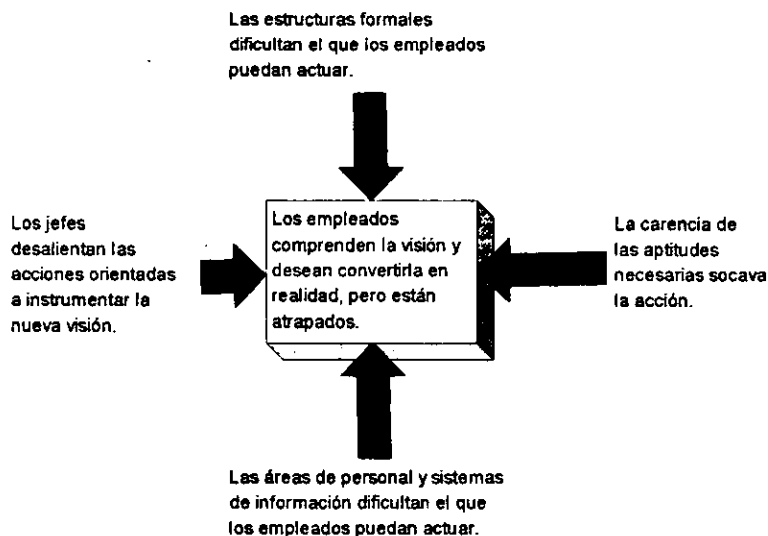 Las estructuras formales
dificultan el que los empleados
puedan actuar.
Los jefes
desalientan las
acciones orientadas
a instrumentar la
nueva visión.
Los empleados
comprenden la visión y
desean convertirla en
realidad, pero están
atrapados.
La carencia de
las aptitudes
necesarias socava
la acción.
Las áreas de personal y sistemas
de información dificultan el que
los empleados puedan actuar.